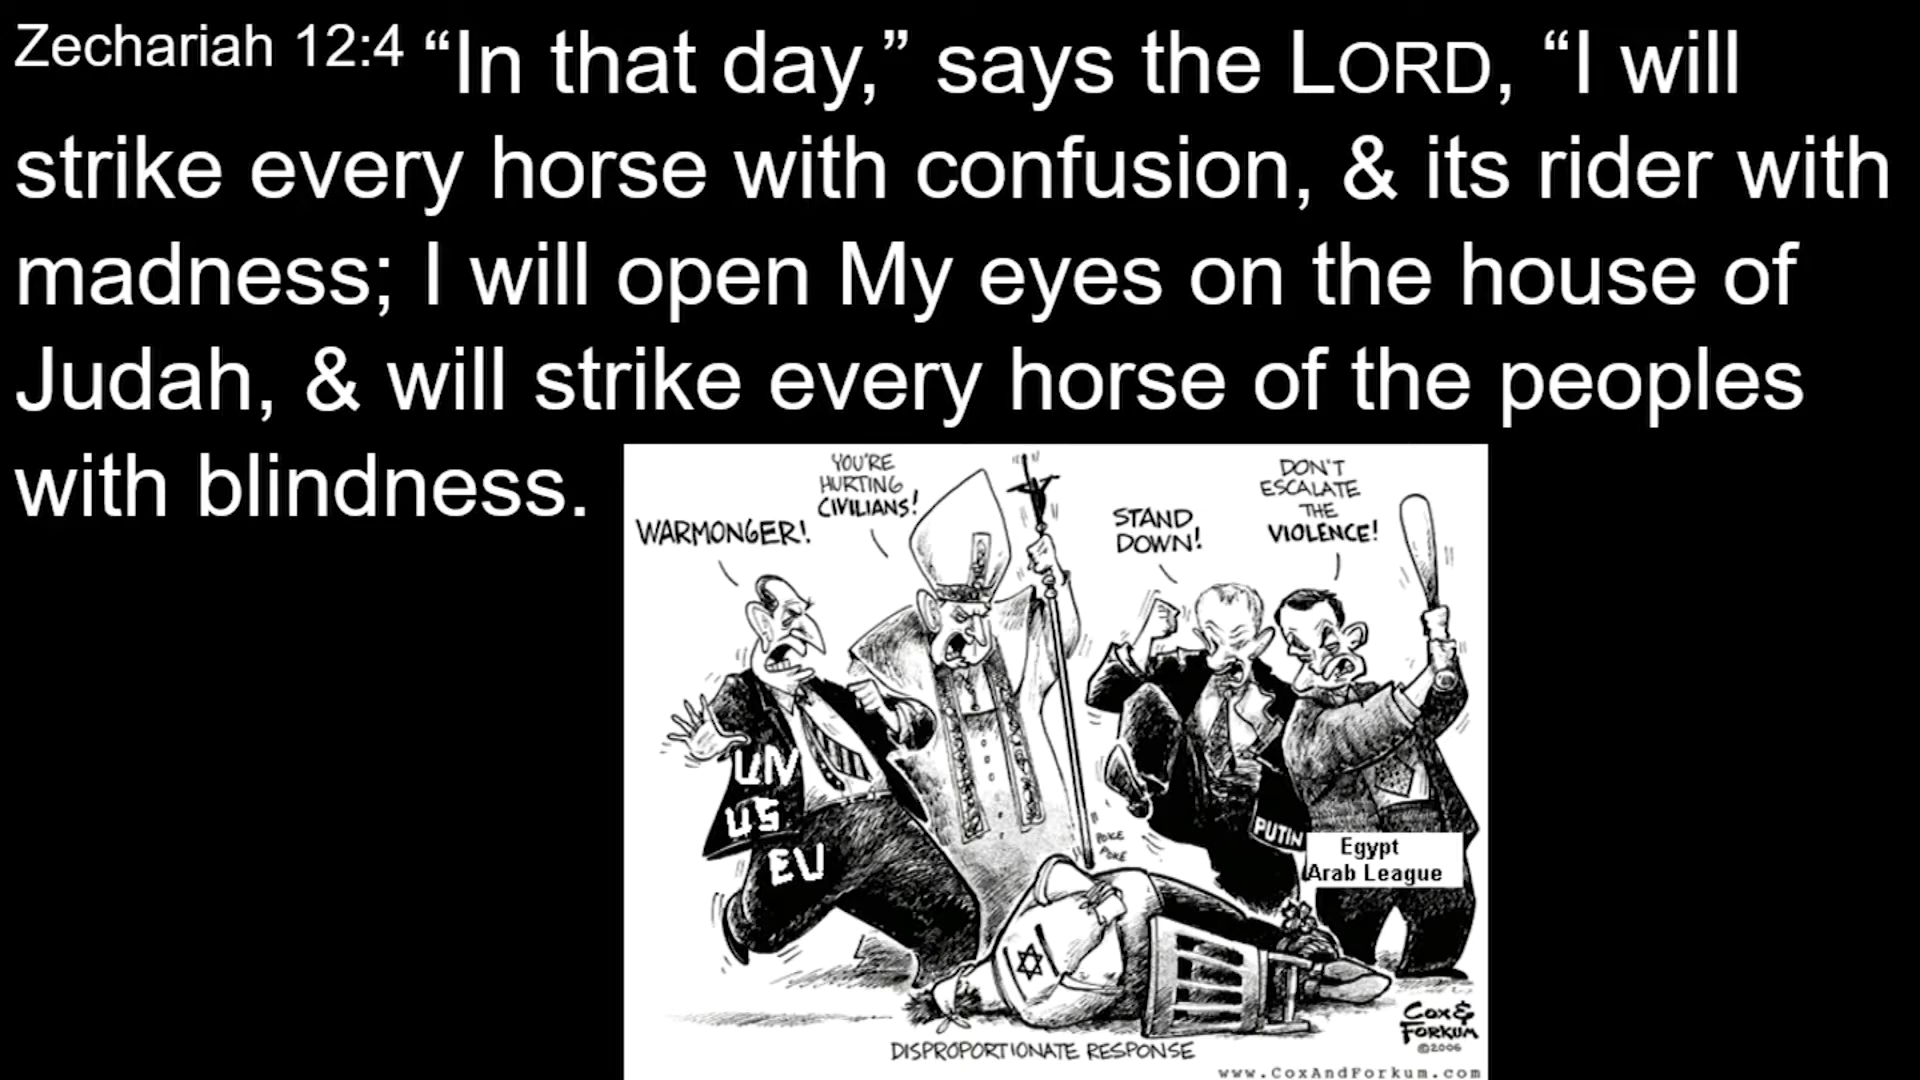 Zechariah 12:4 “In that day,” says the LORD, “I will
strike every horse with confusion, & its rider with
madness; I will open My eyes on the house of
Judah, & will strike every horse of the peoples
with blindness.
WARMONGER!
YOU'RE
HURTING
CIVILIANS!
STAND
DOWN!
DON'T
ESCALATE
THE
VIOLENCE!
UN
US
EU
POKE
POKE
PUTIN
Egypt
Arab League
COX &
FORKUM
©2006
DISPROPORTIONATE RESPONSE
www.CoxAndForkum.com